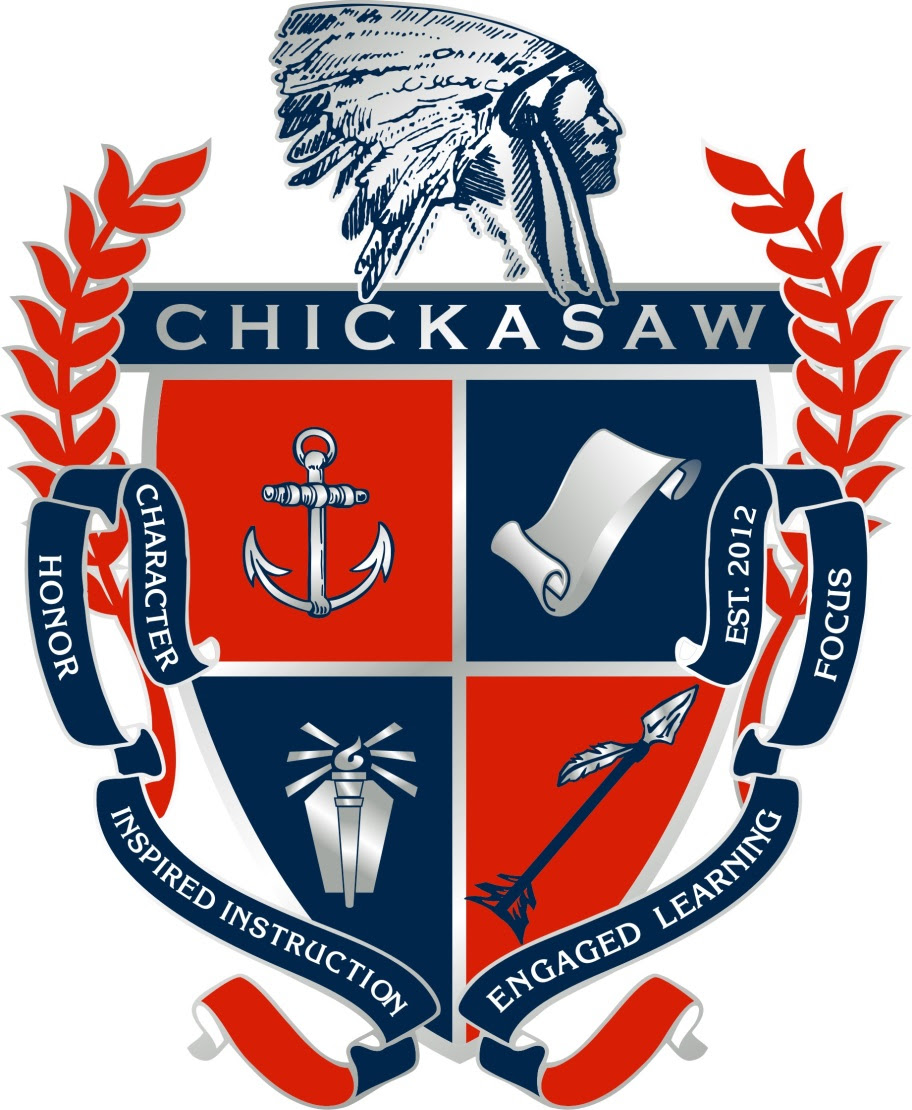 CHICKASAW
CHARACTER
HONOR
EST. 2012
FOCUS
INSPIRED INSTRUCTION
ENGAGED LEARNING